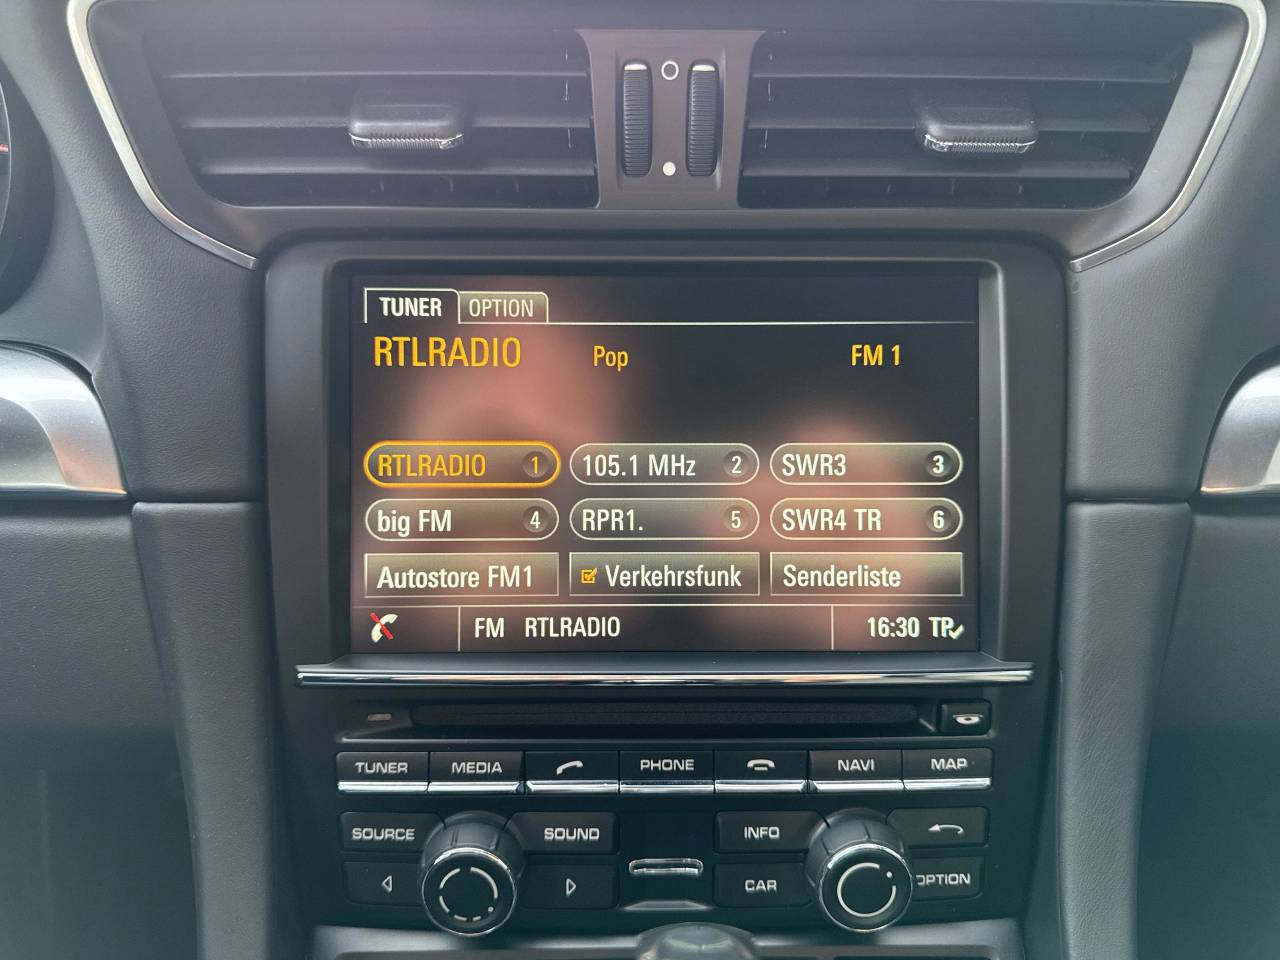 TUNER OPTION
RTLRADIO Pop FM 1
RTLRADIO 1 105.1 MHz 2 SWR3 3
big FM 4 RPR1. 5 SWR4 TR 6
Autostore FM1 Verkehrsfunk Senderliste
FM RTLRADIO 16:30 TP
TUNER MEDIA PHONE NAVI MAP
SOURCE SOUND INFO
CAR OPTION